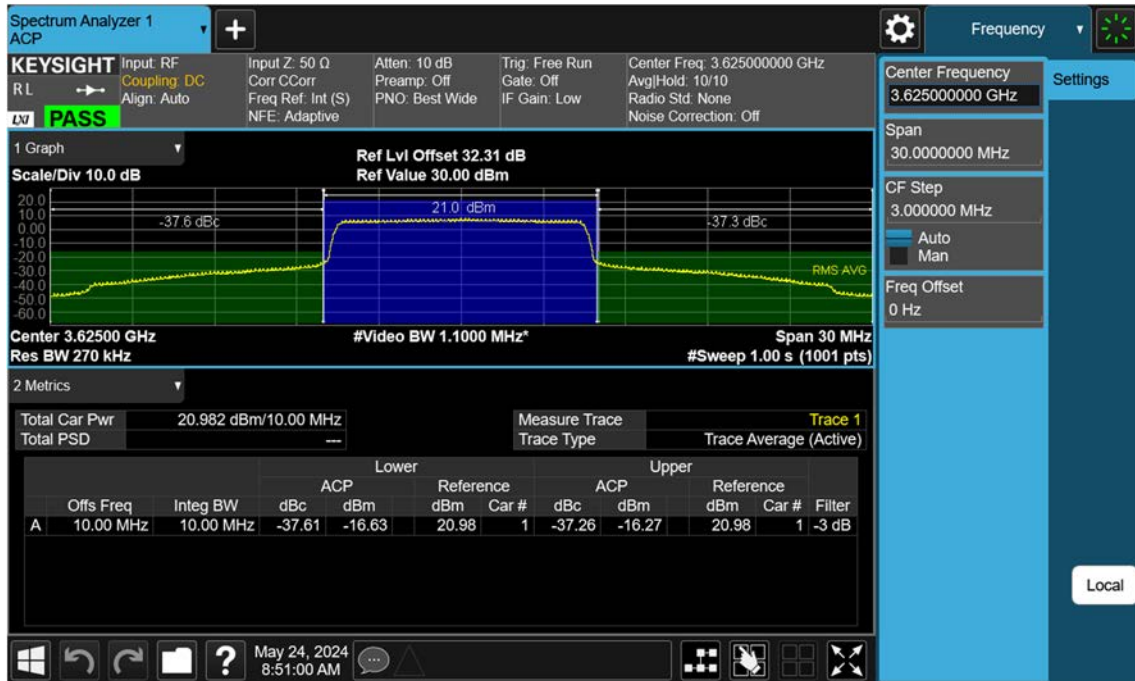 Spectrum Analyzer 1
ACP
Frequency
KEYSIGHT
RL
LXI PASS
Input: RF
Coupling: DC
Align: Auto
Input Z: 50 Ω
Corr CCorr
Freq Ref: Int (S)
NFE: Adaptive
Atten: 10 dB
Preamp: Off
PNO: Best Wide
Trig: Free Run
Gate: Off
IF Gain: Low
Center Freq: 3.625000000 GHz
Avg|Hold: 10/10
Radio Std: None
Noise Correction: Off
1 Graph
Scale/Div 10.0 dB
Ref Lvl Offset 32.31 dB
Ref Value 30.00 dBm
20.0
10.0
0.00
-10.0
-20.0
-30.0
-40.0
-50.0
-60.0
-37.6 dBc
21.0 dBm
-37.3 dBc
RMS AVG
Center 3.62500 GHz
#Video BW 1.1000 MHz*
Span 30 MHz
Res BW 270 kHz
#Sweep 1.00 s (1001 pts)
2 Metrics
Total Car Pwr 20.982 dBm/10.00 MHz
Total PSD ---
Measure Trace Trace 1
Trace Type Trace Average (Active)
Lower Upper
ACP Reference ACP Reference
Offs Freq Integ BW dBc dBm dBm Car # dBc dBm dBm Car # Filter
A 10.00 MHz 10.00 MHz -37.61 -16.63 20.98 1 -37.26 -16.27 20.98 1 -3 dB
?
May 24, 2024
8:51:00 AM
Center Frequency
3.625000000 GHz
Span
30.0000000 MHz
CF Step
3.000000 MHz
Auto
Man
Freq Offset
0 Hz
Settings
Local